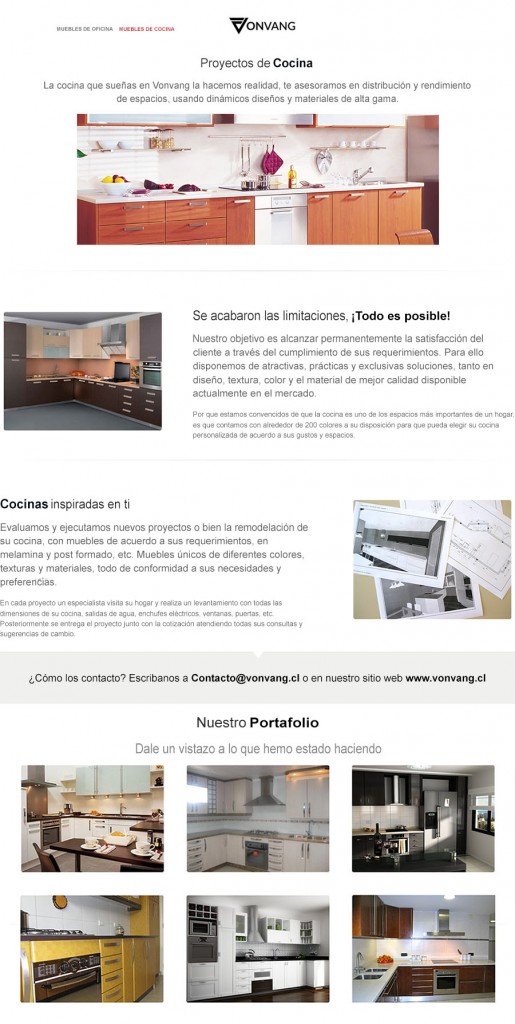 VONVANG
MUEBLES DE OFICINA MUEBLES DE COCINA
Proyectos de Cocina
La cocina que sueñas en Vonvang la hacemos realidad, te asesoramos en distribución y rendimiento
de espacios, usando dinámicos diseños y materiales de alta gama.
Se acabaron las limitaciones, ¡Todo es posible!
Nuestro objetivo es alcanzar permanentemente la satisfacción del
cliente a través del cumplimiento de sus requerimientos. Para ello
disponemos de atractivas, prácticas y exclusivas soluciones, tanto en
diseño, textura, color y el material de mejor calidad disponible
actualmente en el mercado.
Por que estamos convencidos de que la cocina es uno de los espacios más importantes de un hogar,
es que contamos con alrededor de 200 colores a su disposición para que pueda elegir su cocina
personalizada de acuerdo a sus gustos y espacios.
Cocinas inspiradas en ti
Evaluamos y ejecutamos nuevos proyectos o bien la remodelación de
su cocina, con muebles de acuerdo a sus requerimientos, en
melamina y post formado, etc. Muebles únicos de diferentes colores,
texturas y materiales, todo de conformidad a sus necesidades y
preferencias.
En cada proyecto un especialista visita su hogar y realiza un levantamiento con todas las
dimensiones de su cocina, salidas de agua, enchufes eléctricos, ventanas, puertas, etc.
Posteriormente se entrega el proyecto junto con la cotización atendiendo todas sus consultas y
sugerencias de cambio.
¿Cómo los contacto? Escribanos a Contacto@vonvang.cl o en nuestro sitio web www.vonvang.cl
Nuestro Portafolio
Dale un vistazo a lo que hemo estado haciendo